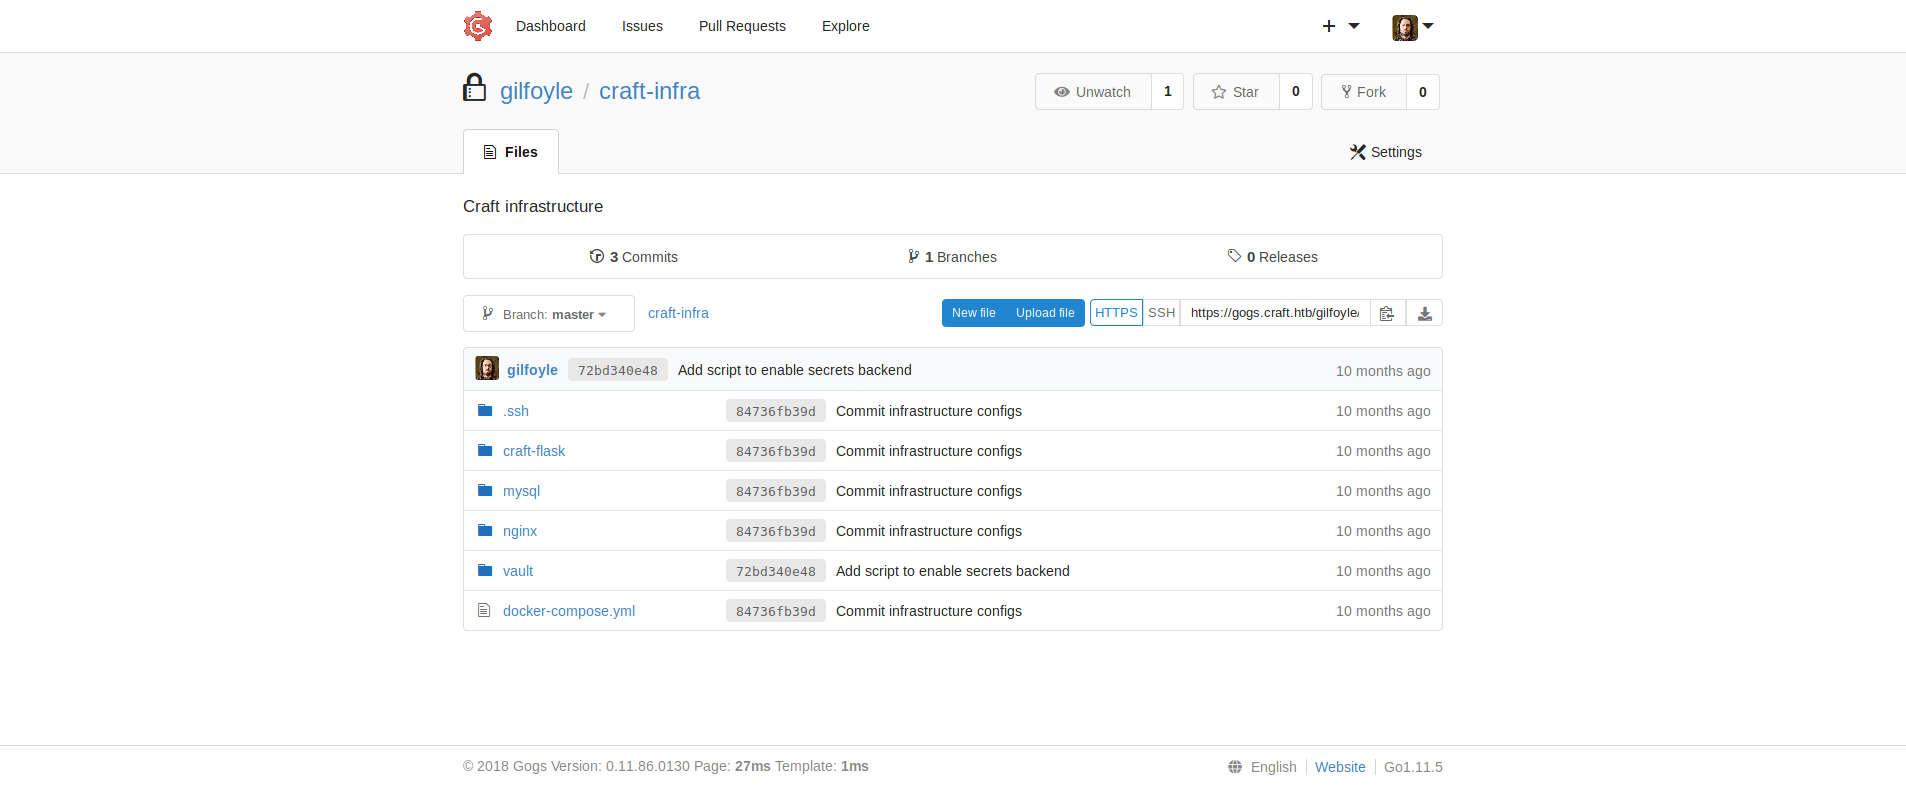 Dashboard Issues Pull Requests Explore
gilfoyle / craft-infra Unwatch 1 Star 0 Fork 0
Files Settings
Craft infrastructure
3 Commits 1 Branches 0 Releases
Branch: master craft-infra New file Upload file HTTPS SSH https://gogs.craft.htb/gilfoyle/
gilfoyle 72bd340e48 Add script to enable secrets backend 10 months ago
.ssh 84736fb39d Commit infrastructure configs 10 months ago
craft-flask 84736fb39d Commit infrastructure configs 10 months ago
mysql 84736fb39d Commit infrastructure configs 10 months ago
nginx 84736fb39d Commit infrastructure configs 10 months ago
vault 72bd340e48 Add script to enable secrets backend 10 months ago
docker-compose.yml 84736fb39d Commit infrastructure configs 10 months ago
© 2018 Gogs Version: 0.11.86.0130 Page: 27ms Template: 1ms English Website Go1.11.5